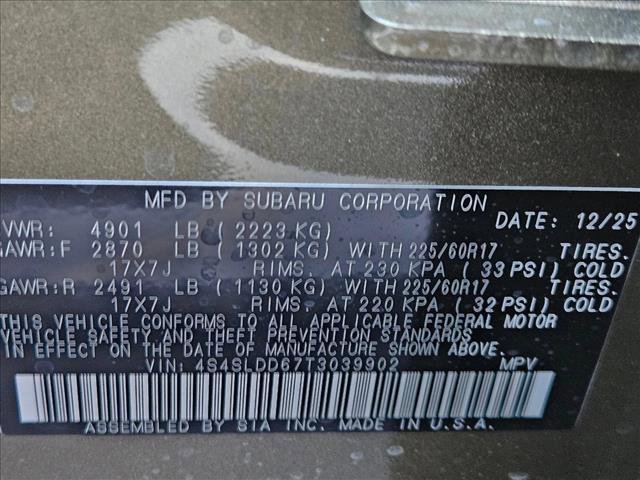 MFD BY SUBARU CORPORATION
VWR: 4901 LB ( 2223 KG) DATE: 12/25
GAWR:F 2870 LB ( 1302 KG) WITH 225/60R17 TIRES.
17X7J RIMS. AT 230 KPA ( 33 PSI) COLD
GAWR:R 2491 LB ( 1130 KG) WITH 225/60R17 TIRES.
17X7J RIMS. AT 220 KPA ( 32 PSI) COLD
THIS VEHICLE CONFORMS TO ALL APPLICABLE FEDERAL MOTOR
VEHICLE SAFETY AND THEFT PREVENTION STANDARDS
IN EFFECT ON THE DATE OF MANUFACTURE SHOWN ABOVE.
VIN: 4S4SLDD67T3039902 MPV
ASSEMBLED BY SIA INC. MADE IN U.S.A.